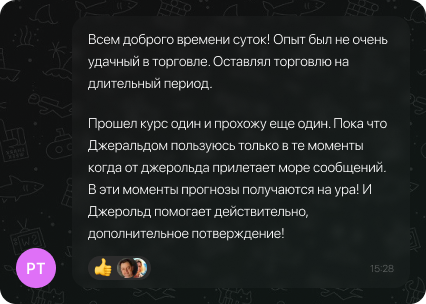 Всем доброго времени суток! Опыт был не очень
удачный в торговле. Оставлял торговлю на
длительный период.
Прошел курс один и прохожу еще один. Пока что
Джеральдом пользуюсь только в те моменты
когда от джерольда прилетает море сообщений.
В эти моменты прогнозы получаются на ура! И
Джерольд помогает действительно,
дополнительное потверждение!
PT
15:28